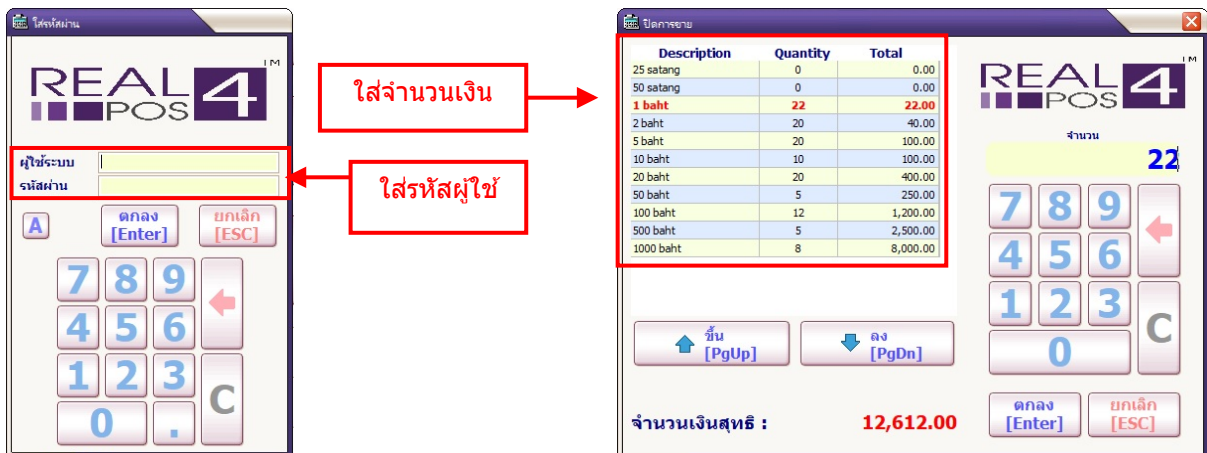 ใส่รหัสผ่าน
REAL 4 TM
POS
ผู้ใช้ระบบ
รหัสผ่าน
A
ตกลง
[Enter]
ยกเลิก
[ESC]
7 8 9
4 5 6
1 2 3
C
0 .
ใส่จำนวนเงิน
ใส่รหัสผู้ใช้
ปิดการขาย
Description Quantity Total
25 satang 0 0.00
50 satang 0 0.00
1 baht 22 22.00
2 baht 20 40.00
5 baht 20 100.00
10 baht 10 100.00
20 baht 20 400.00
50 baht 5 250.00
100 baht 12 1,200.00
500 baht 5 2,500.00
1000 baht 8 8,000.00
ขึ้น
[PgUp]
ลง
[PgDn]
จำนวนเงินสุทธิ : 12,612.00
REAL 4 TM
POS
จำนวน
22
7 8 9
4 5 6
1 2 3
C
0
ตกลง
[Enter]
ยกเลิก
[ESC]